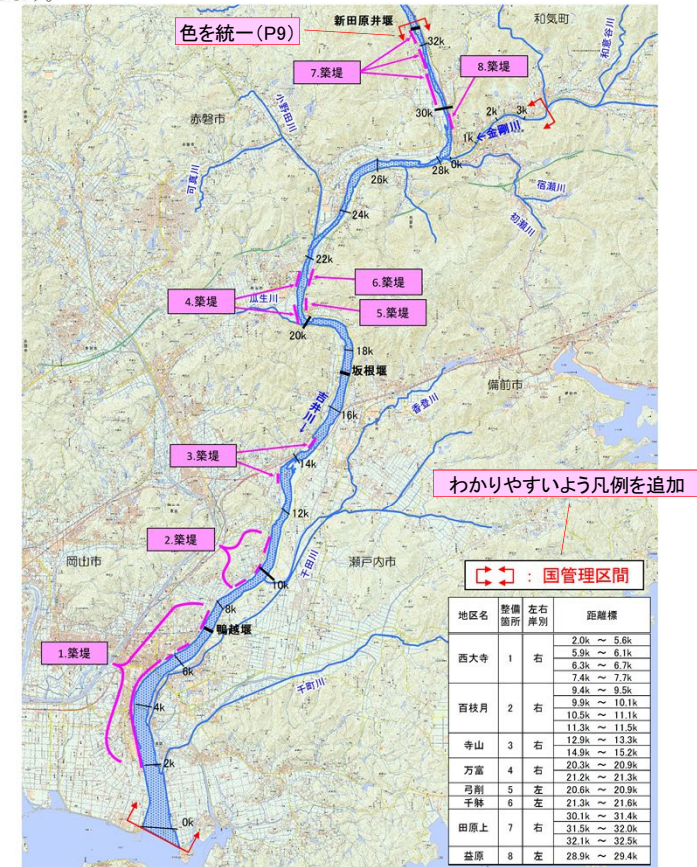 す。
新田原井堰
和気町
和意谷川
色を統一(P9)
32k
7.築堤
8.築堤
30k
3k
2k
1k
←金剛川
小野田川
赤磐市
可真川
28k
0k
26k
宿瀬川
初瀬川
24k
22k
6.築堤
4.築堤
瓜生川
5.築堤
20k
18k
坂根堰
備前市
吉井川→
16k
香登川
3.築堤
14k
わかりやすいよう凡例を追加
12k
2.築堤
千田川
瀬戸内市
岡山市
10k
: 国管理区間
8k
鴨越堰
1.築堤
6k
千町川
4k
2k
0k
地区名 整備箇所 左右岸別 距離標
西大寺 1 右 2.0k ~ 5.6k
5.9k ~ 6.1k
6.3k ~ 6.7k
7.4k ~ 7.7k
百枝月 2 右 9.4k ~ 9.5k
9.9k ~ 10.1k
10.5k ~ 11.1k
11.3k ~ 11.5k
寺山 3 右 12.9k ~ 13.3k
14.9k ~ 15.2k
万富 4 右 20.3k ~ 20.9k
21.2k ~ 21.3k
弓削 5 左 20.6k ~ 20.9k
千躰 6 左 21.3k ~ 21.6k
田原上 7 右 30.1k ~ 31.4k
31.5k ~ 32.0k
32.1k ~ 32.5k
益原 8 左 28.9k ~ 29.4k